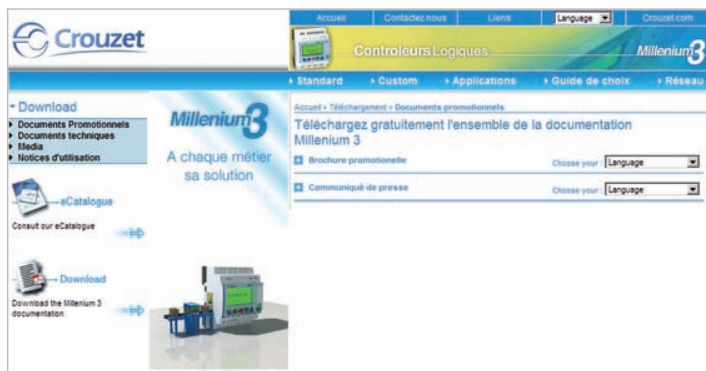 Crouzet
Accueil
Contactez nous
Liens
Language
Crouzet.com
Controleurs Logiques
Millenium3
Standard
Custom
Applications
Guide de choix
Réseau
Download
Documents Promotionnels
Documents techniques
Media
Notices d'utilisation
eCatalogue
Consult our eCatalogue
Download
Download the Millenium 3
documentation
Millenium3
A chaque métier
sa solution
Accueil > Téléchargement > Documents promotionnels
Téléchargez gratuitement l'ensemble de la documentation
Millenium 3
Brochure promotionelle
Choose your : Language
Communiqué de presse
Choose your : Language